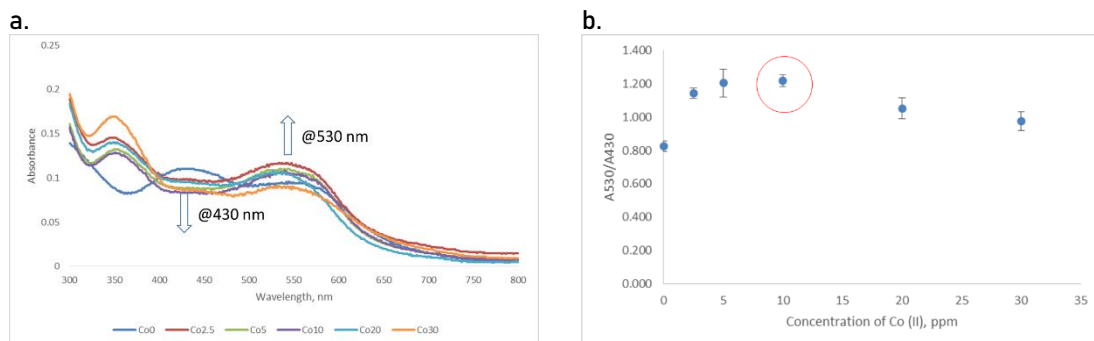 a.
0.25
0.2
0.15
0.1
0.05
0
Absorbance
@530 nm
@430 nm
300 350 400 450 500 550 600 650 700 750 800
Wavelength, nm
Co0 Co2.5 Co5 Co10 Co20 Co30
b.
1.400
1.200
1.000
0.800
0.600
0.400
0.200
0.000
A530/A430
0 5 10 15 20 25 30 35
Concentration of Co (II), ppm